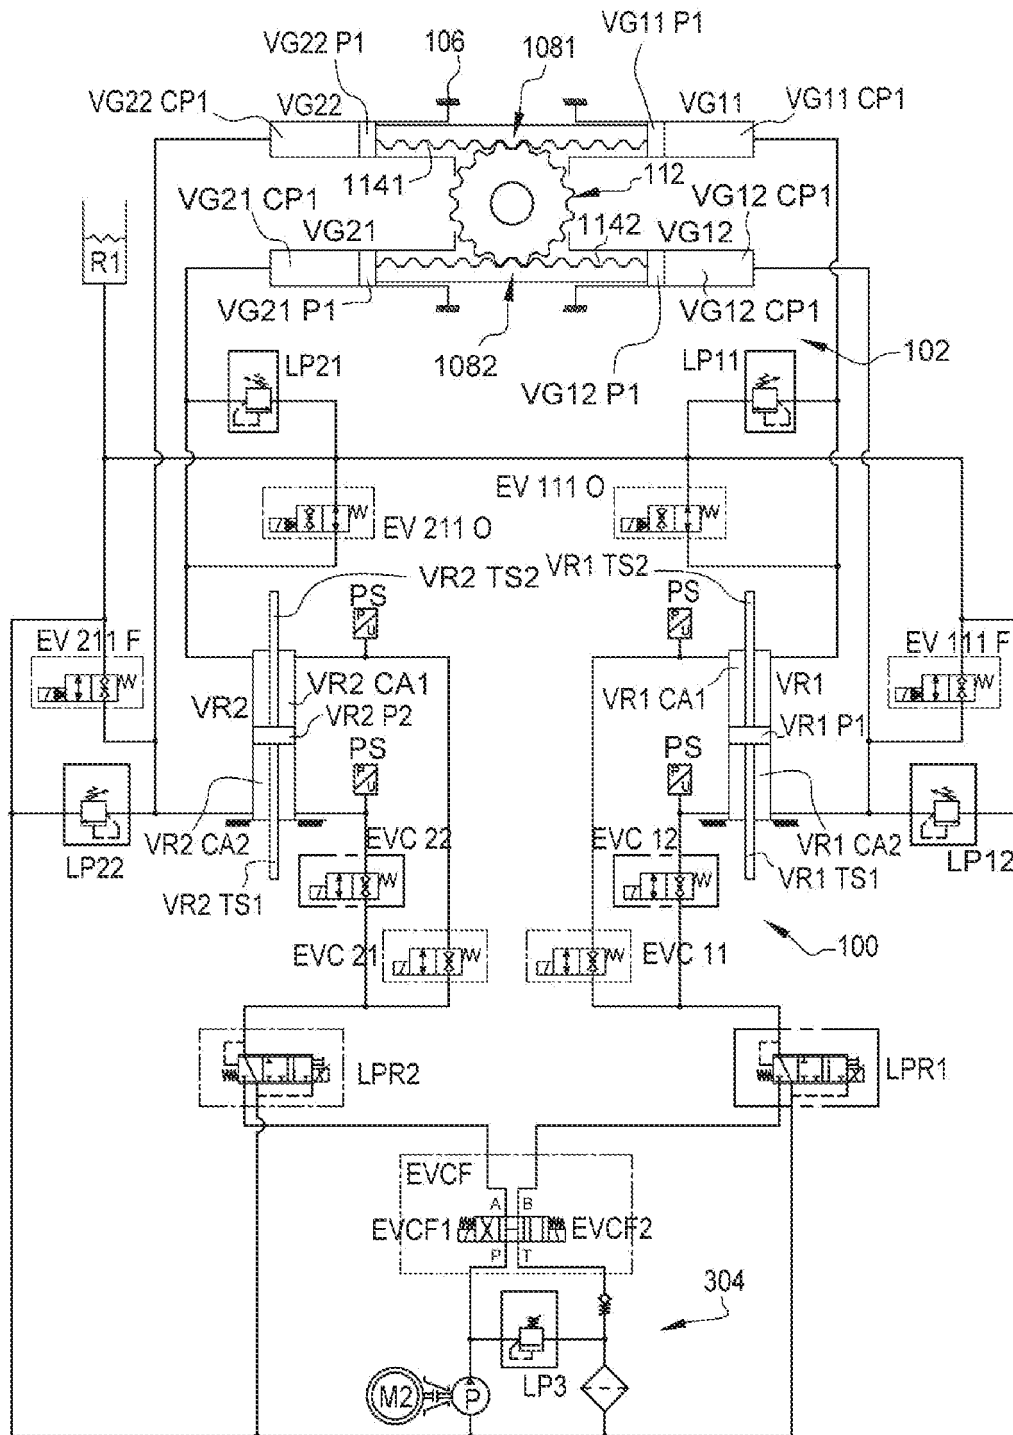 VG22 P1
106
1081
VG11 P1
VG22 CP1
VG22
VG11
VG11 CP1
1141
112
VG21 CP1
VG12 CP1
VG21
1142
VG12
R1
VG21 P1
VG12 CP1
1082
VG12 P1
102
LP21
LP11
EV 111 O
EV 211 O
VR2 TS2
VR1 TS2
PS
PS
P
U
P
U
EV 211 F
EV 111 F
VR2 CA1
VR1 CA1
VR1
VR2
VR2 P2
VR1 P1
PS
PS
P
U
P
U
VR2 CA2
EVC 22
EVC 12
VR1 CA2
LP22
LP12
VR2 TS1
VR1 TS1
EVC 21
EVC 11
100
LPR2
LPR1
EVCF
A B
EVCF1
EVCF2
P T
304
LP3
M2
P